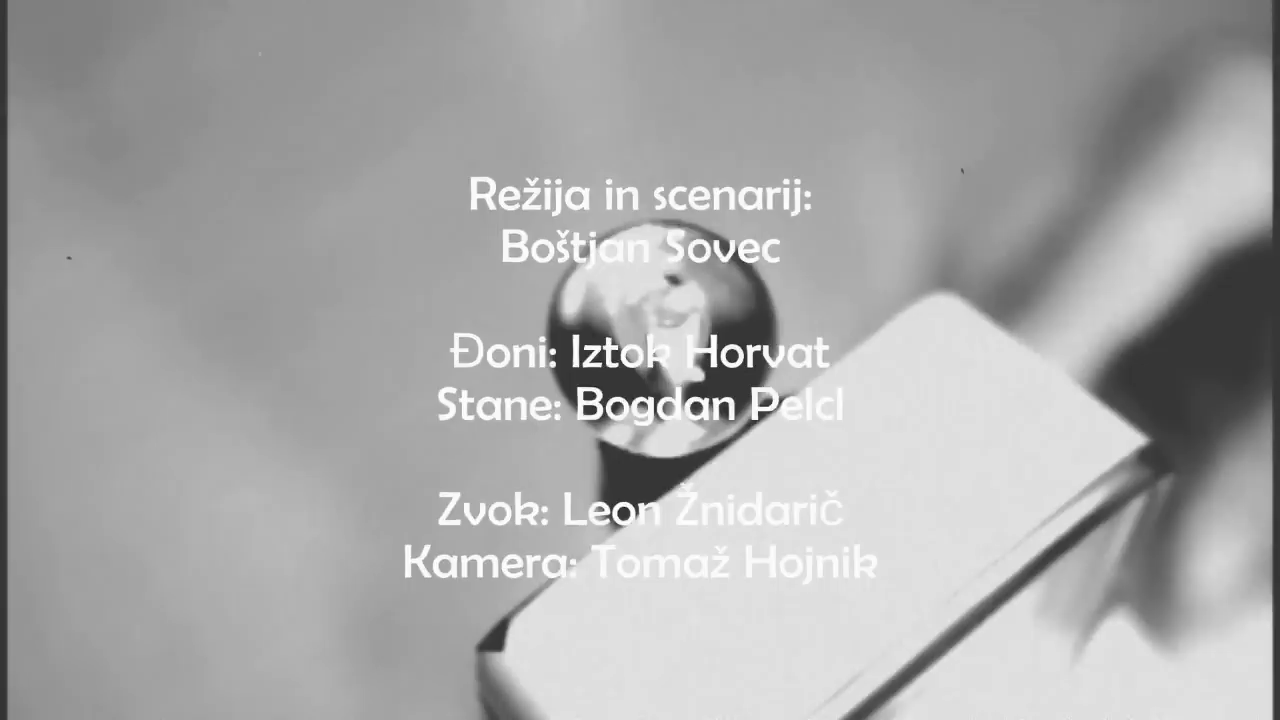 Režija in scenarij:
Boštjan Sovec
Đoni: Iztok Horvat
Stane: Bogdan Pelcl
Zvok: Leon Žnidarič
Kamera: Tomaž Hojnik